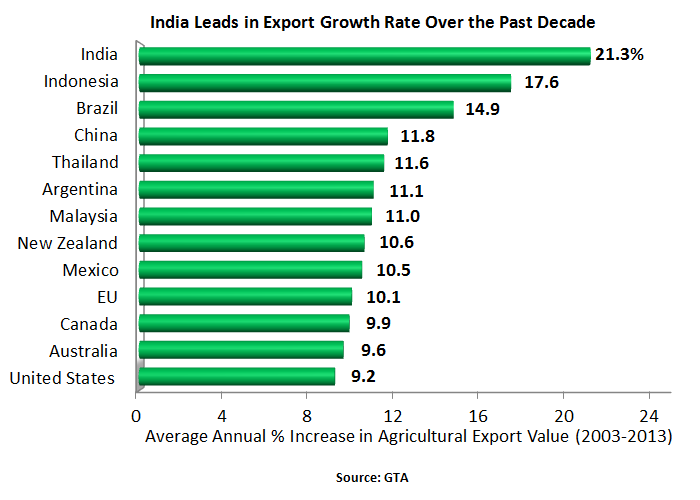 India Leads in Export Growth Rate Over the Past Decade
India 21.3%
Indonesia 17.6
Brazil 14.9
China 11.8
Thailand 11.6
Argentina 11.1
Malaysia 11.0
New Zealand 10.6
Mexico 10.5
EU 10.1
Canada 9.9
Australia 9.6
United States 9.2
0 4 8 12 16 20 24
Average Annual % Increase in Agricultural Export Value (2003-2013)
Source: GTA